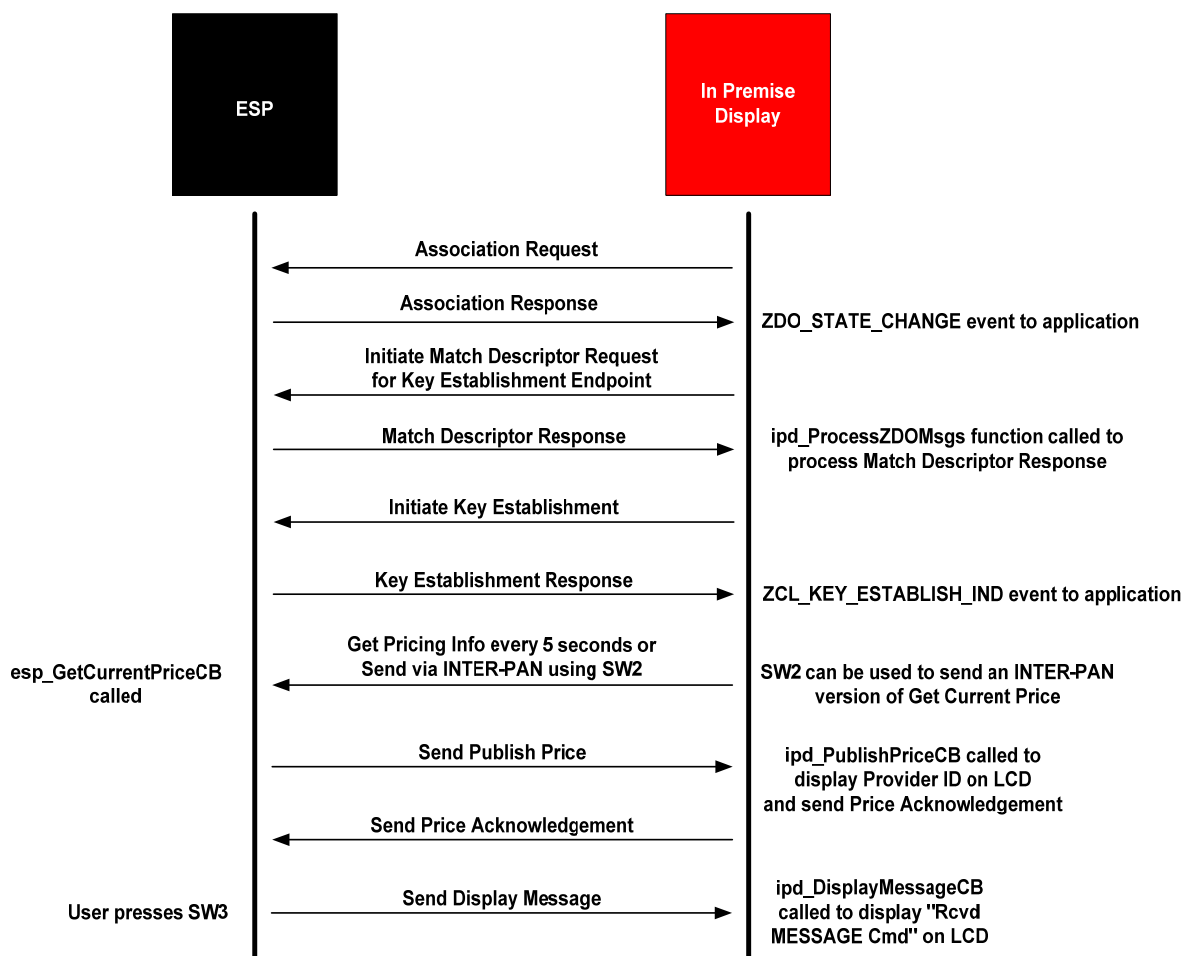 ESP
In Premise
Display
Association Request
Association Response
ZDO_STATE_CHANGE event to application
Initiate Match Descriptor Request
for Key Establishment Endpoint
Match Descriptor Response
ipd_ProcessZDOMsgs function called to
process Match Descriptor Response
Initiate Key Establishment
Key Establishment Response
ZCL_KEY_ESTABLISH_IND event to application
esp_GetCurrentPriceCB
called
Get Pricing Info every 5 seconds or
Send via INTER-PAN using SW2
SW2 can be used to send an INTER-PAN
version of Get Current Price
Send Publish Price
ipd_PublishPriceCB called to
display Provider ID on LCD
and send Price Acknowledgement
Send Price Acknowledgement
User presses SW3
Send Display Message
ipd_DisplayMessageCB
called to display "Rcvd
MESSAGE Cmd" on LCD